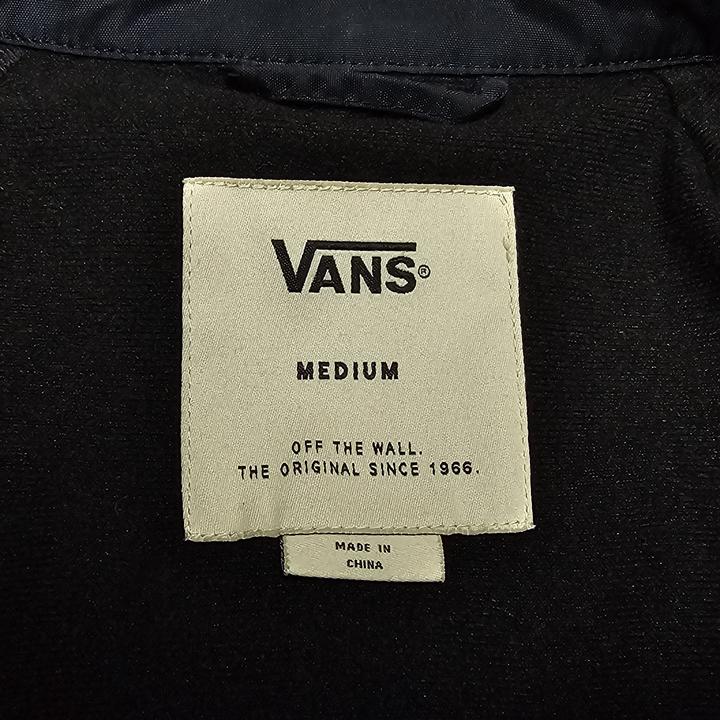 VANS®
MEDIUM
OFF THE WALL.
THE ORIGINAL SINCE 1966.
MADE IN
CHINA